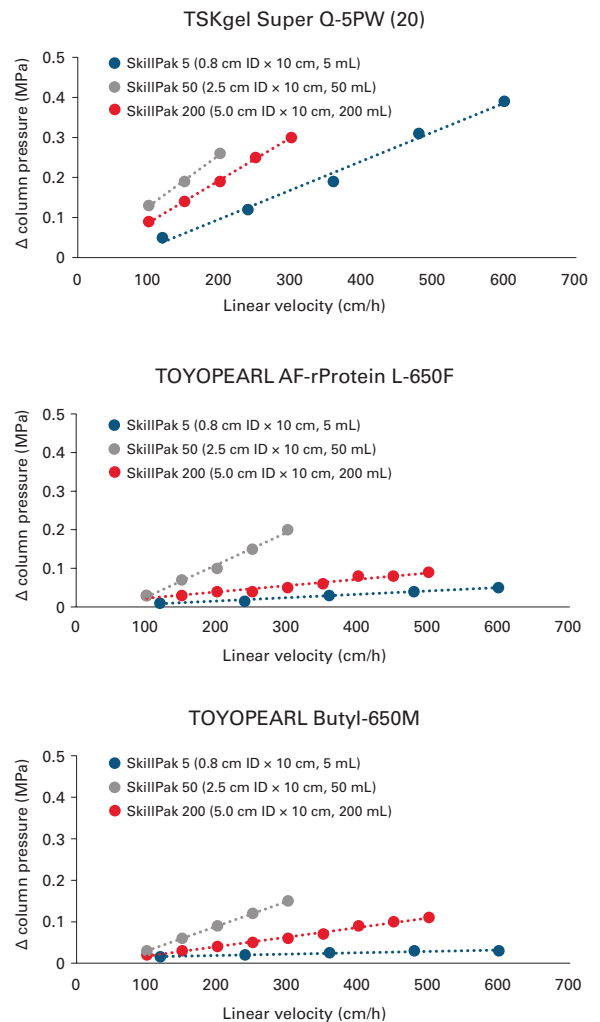 TSKgel Super Q-5PW (20)
Δ column pressure (MPa)
0.5
0.4
0.3
0.2
0.1
0
SkillPak 5 (0.8 cm ID × 10 cm, 5 mL)
SkillPak 50 (2.5 cm ID × 10 cm, 50 mL)
SkillPak 200 (5.0 cm ID × 10 cm, 200 mL)
0 100 200 300 400 500 600 700
Linear velocity (cm/h)
TOYOPEARL AF-rProtein L-650F
Δ column pressure (MPa)
0.5
0.4
0.3
0.2
0.1
0
SkillPak 5 (0.8 cm ID × 10 cm, 5 mL)
SkillPak 50 (2.5 cm ID × 10 cm, 50 mL)
SkillPak 200 (5.0 cm ID × 10 cm, 200 mL)
0 100 200 300 400 500 600 700
Linear velocity (cm/h)
TOYOPEARL Butyl-650M
Δ column pressure (MPa)
0.5
0.4
0.3
0.2
0.1
0
SkillPak 5 (0.8 cm ID × 10 cm, 5 mL)
SkillPak 50 (2.5 cm ID × 10 cm, 50 mL)
SkillPak 200 (5.0 cm ID × 10 cm, 200 mL)
0 100 200 300 400 500 600 700
Linear velocity (cm/h)